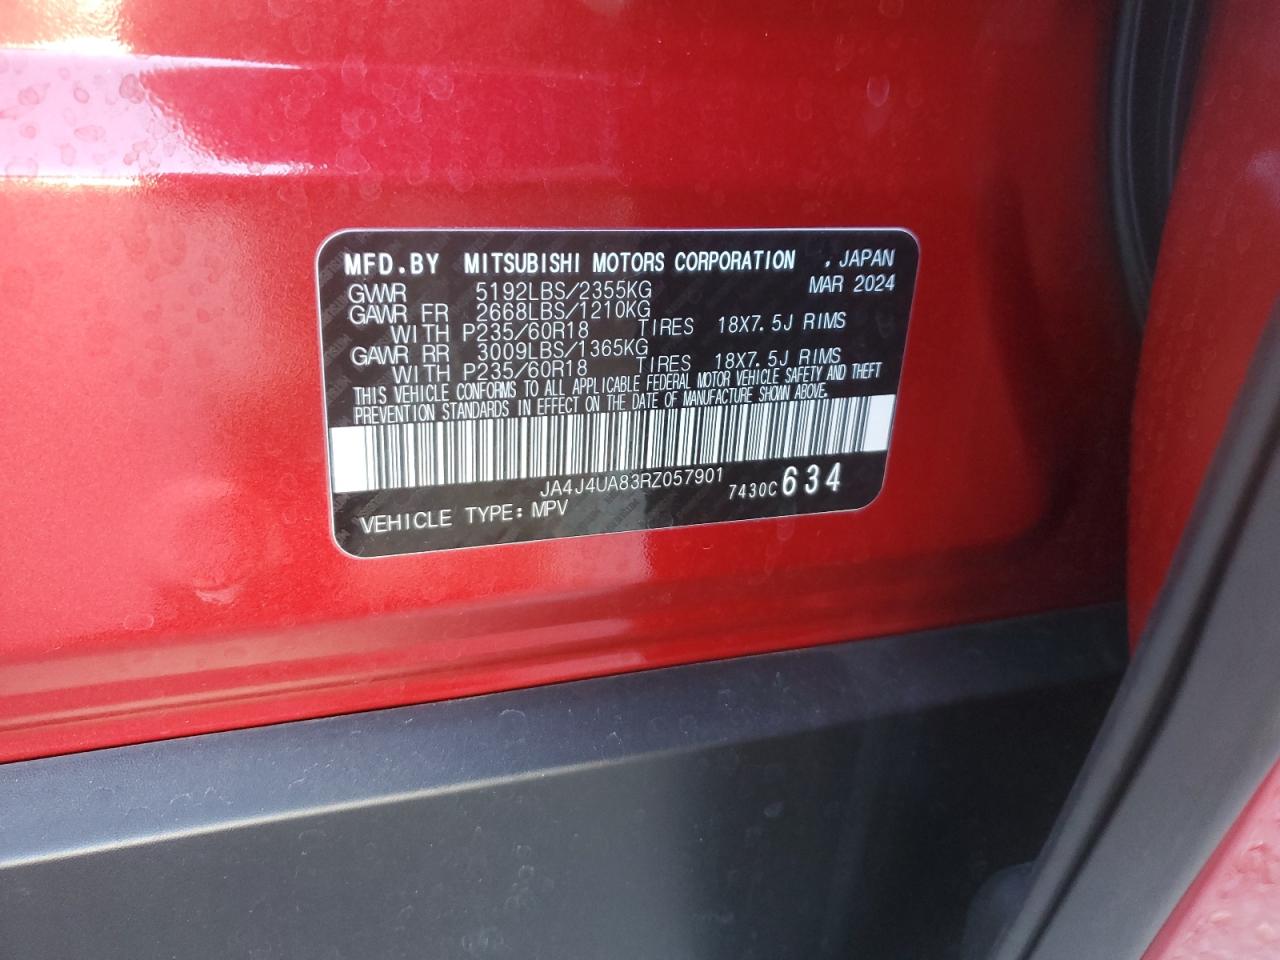 MFD.BY MITSUBISHI MOTORS CORPORATION , JAPAN
MAR 2024
GVWR 5192LBS/2355KG
GAWR FR 2668LBS/1210KG
WITH P235/60R18 TIRES 18X7.5J RIMS
GAWR RR 3009LBS/1365KG
WITH P235/60R18 TIRES 18X7.5J RIMS
THIS VEHICLE CONFORMS TO ALL APPLICABLE FEDERAL MOTOR VEHICLE SAFETY AND THEFT
PREVENTION STANDARDS IN EFFECT ON THE DATE OF MANUFACTURE SHOWN ABOVE.
JA4J4UA83RZ057901
7430C 634
VEHICLE TYPE: MPV